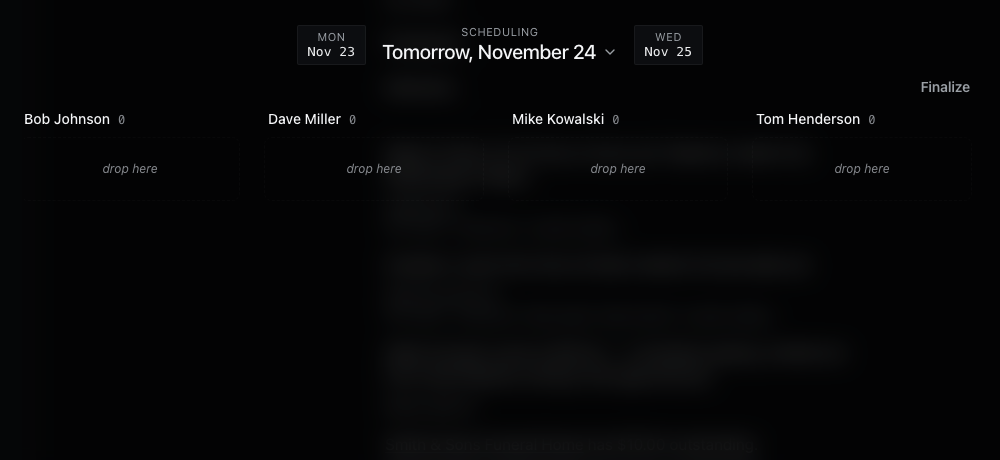 SCHEDULING
MON
Nov 23
Tomorrow, November 24
WED
Nov 25
Finalize
Bob Johnson 0
Dave Miller 0
Mike Kowalski 0
Tom Henderson 0
drop here
drop here
drop here
drop here